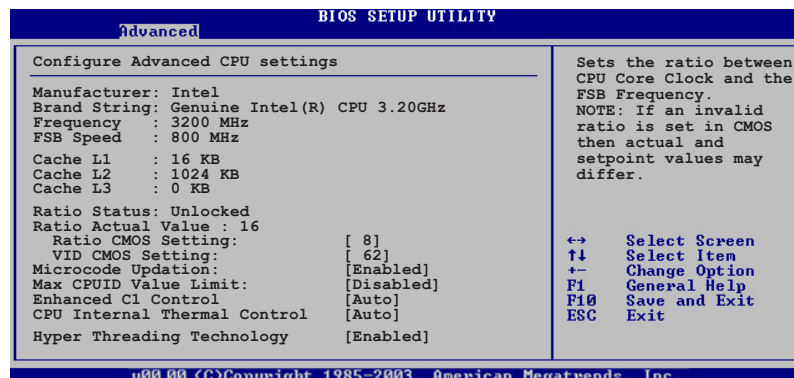 BIOS SETUP UTILITY
Advanced
Configure Advanced CPU settings
Manufacturer: Intel
Brand String: Genuine Intel(R) CPU 3.20GHz
Frequency : 3200 MHz
FSB Speed : 800 MHz
Cache L1 : 16 KB
Cache L2 : 1024 KB
Cache L3 : 0 KB
Ratio Status: Unlocked
Ratio Actual Value : 16
Ratio CMOS Setting: [ 8]
VID CMOS Setting: [ 62]
Microcode Updation: [Enabled]
Max CPUID Value Limit: [Disabled]
Enhanced C1 Control [Auto]
CPU Internal Thermal Control [Auto]
Hyper Threading Technology [Enabled]
Sets the ratio between
CPU Core Clock and the
FSB Frequency.
NOTE: If an invalid
ratio is set in CMOS
then actual and
setpoint values may
differ.
←→ Select Screen
↑↓ Select Item
+- Change Option
F1 General Help
F10 Save and Exit
ESC Exit
v00.00 (C)Copyright 1985-2003, American Megatrends, Inc